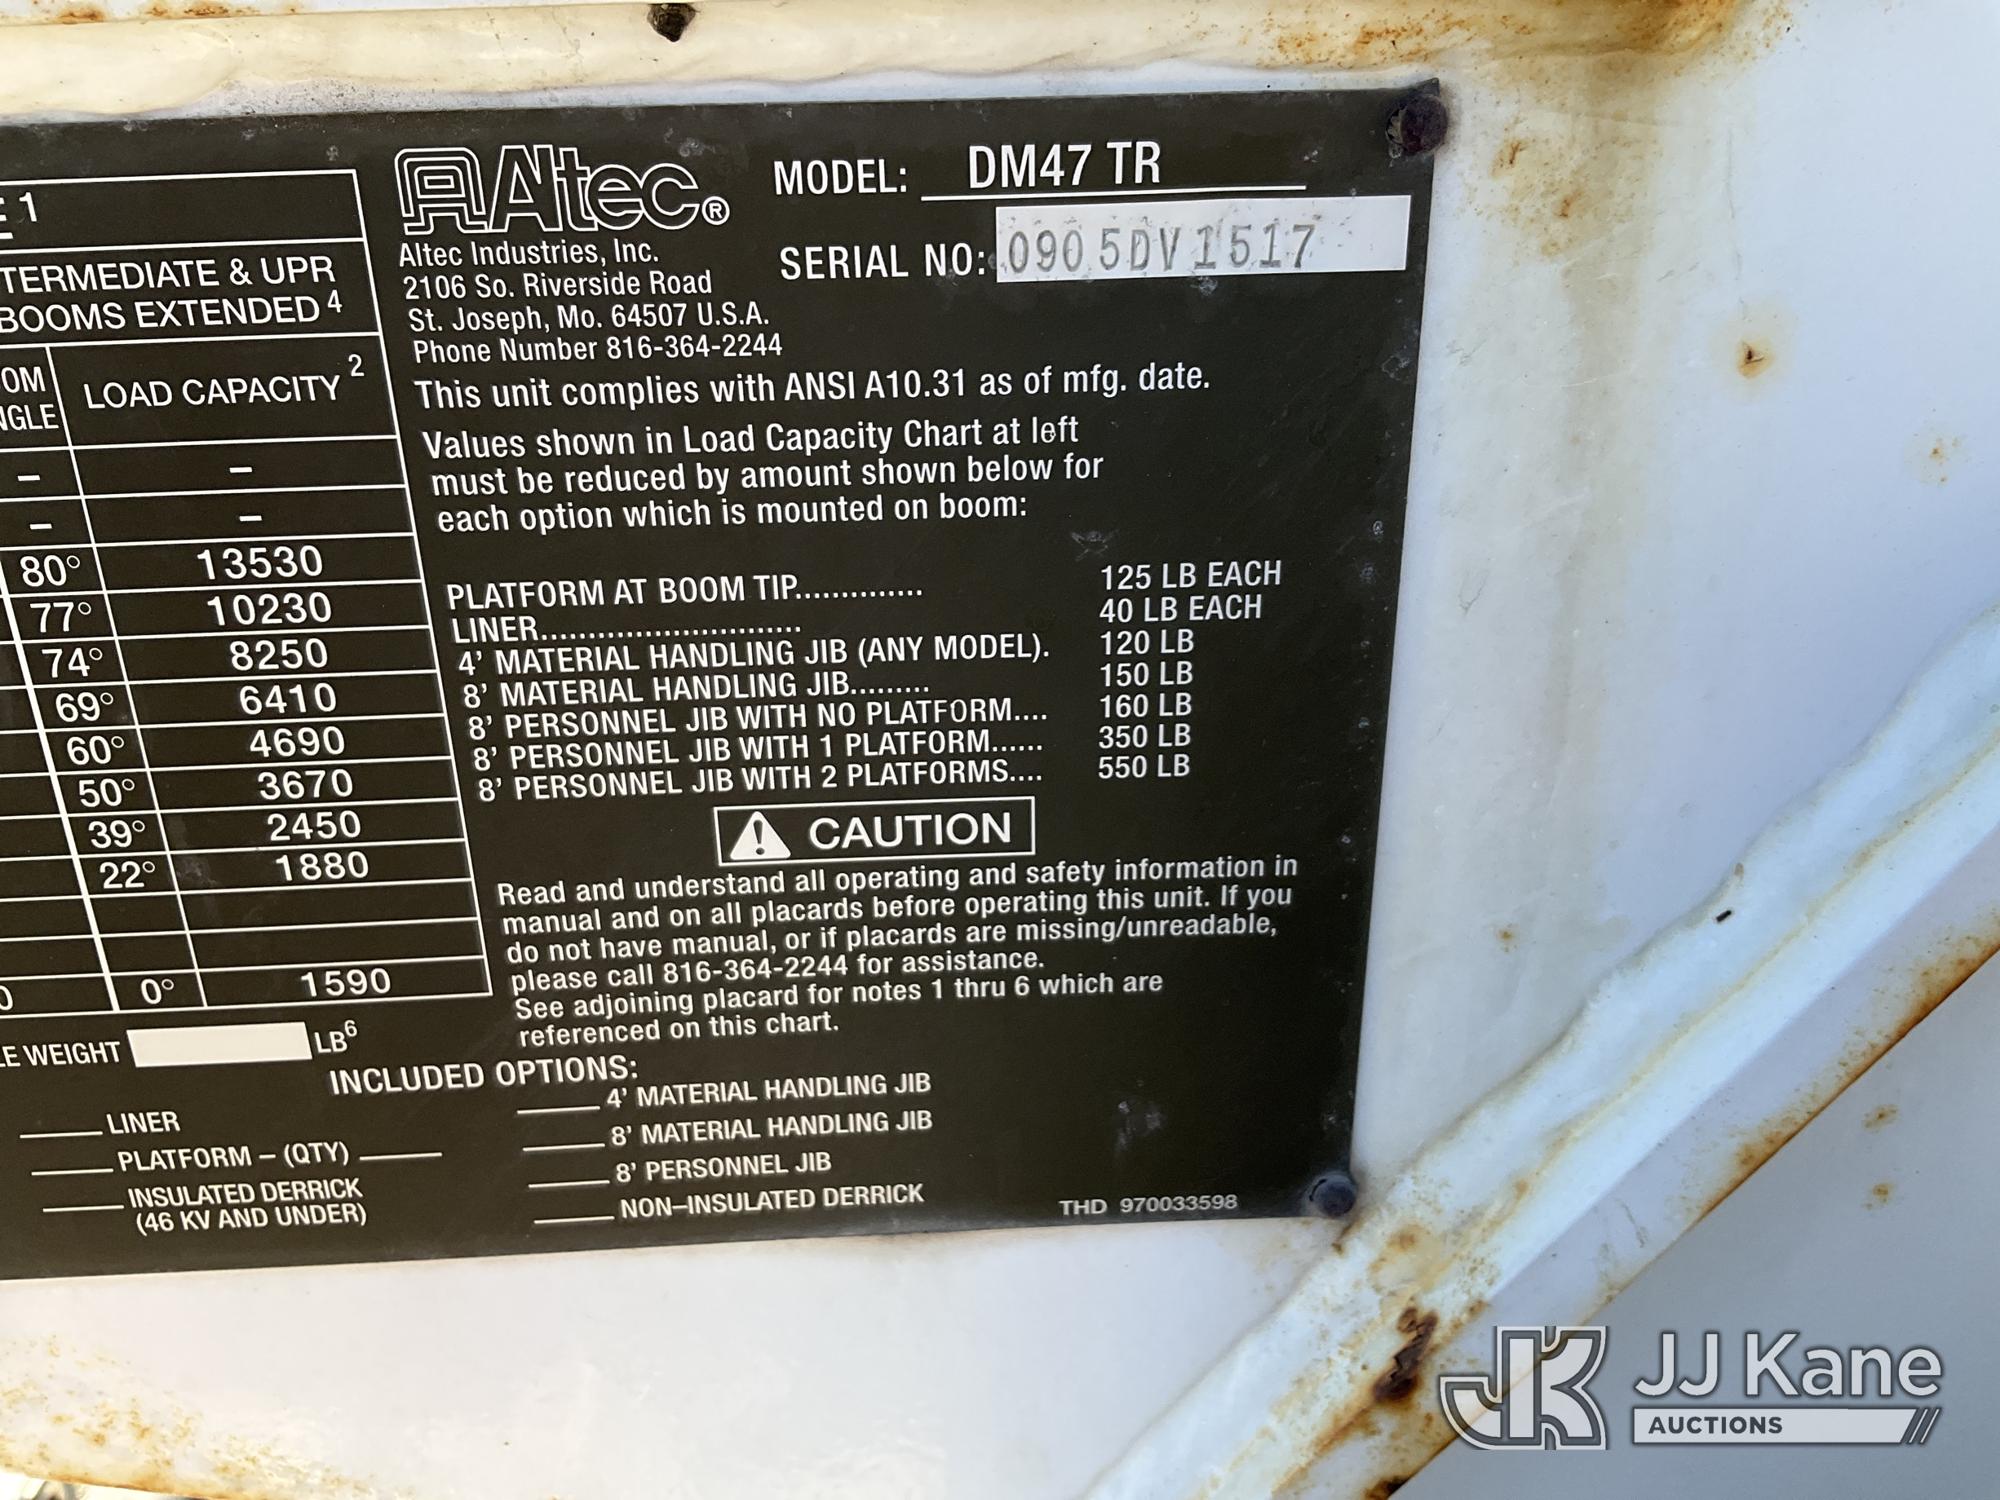 E 1
TERMEDIATE & UPR
BOOMS EXTENDED 4
OM
NGLE
LOAD CAPACITY 2
– –
– –
80° 13530
77° 10230
74° 8250
69° 6410
60° 4690
50° 3670
39° 2450
22° 1880
0 0° 1590
LE WEIGHT LB6
Altec®
MODEL: DM47 TR
SERIAL NO: 0905DV1517
Altec Industries, Inc.
2106 So. Riverside Road
St. Joseph, Mo. 64507 U.S.A.
Phone Number 816-364-2244
This unit complies with ANSI A10.31 as of mfg. date.
Values shown in Load Capacity Chart at left
must be reduced by amount shown below for
each option which is mounted on boom:
PLATFORM AT BOOM TIP.............. 125 LB EACH
LINER........................... 40 LB EACH
4' MATERIAL HANDLING JIB (ANY MODEL). 120 LB
8' MATERIAL HANDLING JIB......... 150 LB
8' PERSONNEL JIB WITH NO PLATFORM.... 160 LB
8' PERSONNEL JIB WITH 1 PLATFORM...... 350 LB
8' PERSONNEL JIB WITH 2 PLATFORMS.... 550 LB
CAUTION
Read and understand all operating and safety information in
manual and on all placards before operating this unit. If you
do not have manual, or if placards are missing/unreadable,
please call 816-364-2244 for assistance.
See adjoining placard for notes 1 thru 6 which are
referenced on this chart.
INCLUDED OPTIONS:
____ LINER
____ PLATFORM – (QTY) ____
____ INSULATED DERRICK
(46 KV AND UNDER)
____ 4' MATERIAL HANDLING JIB
____ 8' MATERIAL HANDLING JIB
____ 8' PERSONNEL JIB
____ NON–INSULATED DERRICK
THD 970033598
JK JJ Kane
AUCTIONS